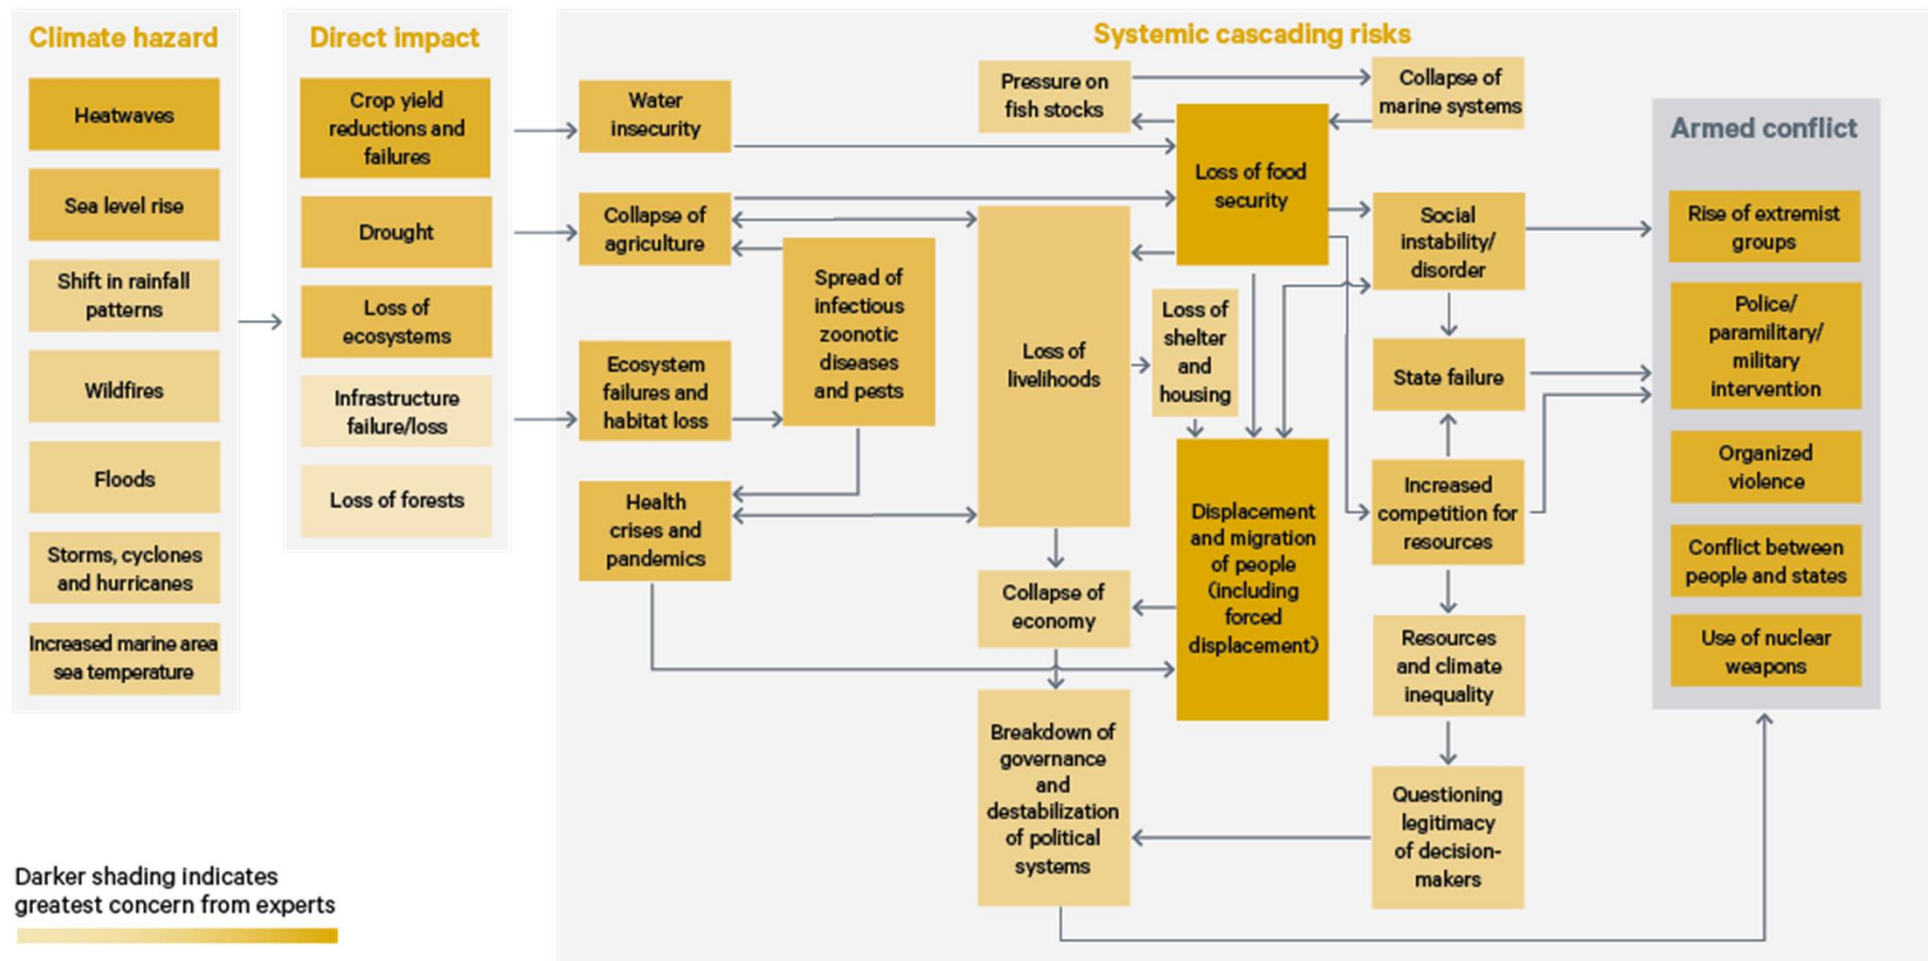 Climate hazard
Heatwaves
Sea level rise
Shift in rainfall
patterns
Wildfires
Floods
Storms, cyclones
and hurricanes
Increased marine area
sea temperature
Direct impact
Crop yield
reductions and
failures
Drought
Loss of
ecosystems
Infrastructure
failure/loss
Loss of forests
Systemic cascading risks
Water
insecurity
Collapse of
agriculture
Ecosystem
failures and
habitat loss
Health
crises and
pandemics
Spread of
infectious
zoonotic
diseases
and pests
Pressure on
fish stocks
Loss of
livelihoods
Collapse of
economy
Breakdown of
governance
and
destabilization
of political
systems
Loss of
shelter
and
housing
Loss of food
security
Displacement
and migration
of people
(including
forced
displacement)
Collapse of
marine systems
Social
instability/
disorder
State failure
Increased
competition for
resources
Resources
and climate
inequality
Questioning
legitimacy
of decision-
makers
Armed conflict
Rise of extremist
groups
Police/
paramilitary/
military
intervention
Organized
violence
Conflict between
people and states
Use of nuclear
weapons
Darker shading indicates
greatest concern from experts